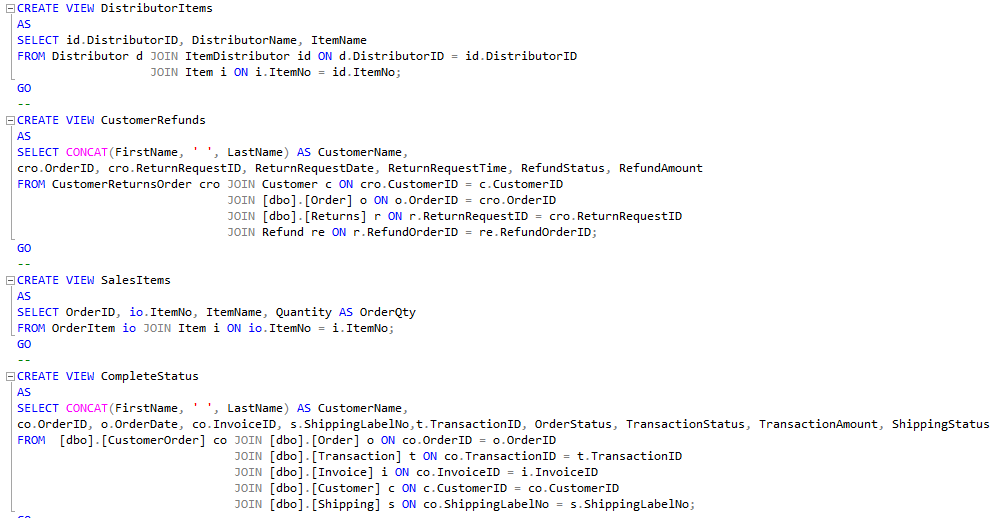 CREATE VIEW DistributorItems
AS
SELECT id.DistributorID, DistributorName, ItemName
FROM Distributor d JOIN ItemDistributor id ON d.DistributorID = id.DistributorID
JOIN Item i ON i.ItemNo = id.ItemNo;
GO
--
CREATE VIEW CustomerRefunds
AS
SELECT CONCAT(FirstName, ' ', LastName) AS CustomerName,
cro.OrderID, cro.ReturnRequestID, ReturnRequestDate, ReturnRequestTime, RefundStatus, RefundAmount
FROM CustomerReturnsOrder cro JOIN Customer c ON cro.CustomerID = c.CustomerID
JOIN [dbo].[Order] o ON o.OrderID = cro.OrderID
JOIN [dbo].[Returns] r ON r.ReturnRequestID = cro.ReturnRequestID
JOIN Refund re ON r.RefundOrderID = re.RefundOrderID;
GO
--
CREATE VIEW SalesItems
AS
SELECT OrderID, io.ItemNo, ItemName, Quantity AS OrderQty
FROM OrderItem io JOIN Item i ON io.ItemNo = i.ItemNo;
GO
--
CREATE VIEW CompleteStatus
AS
SELECT CONCAT(FirstName, ' ', LastName) AS CustomerName,
co.OrderID, o.OrderDate, co.InvoiceID, s.ShippingLabelNo,t.TransactionID, OrderStatus, TransactionStatus, TransactionAmount, ShippingStatus
FROM [dbo].[CustomerOrder] co JOIN [dbo].[Order] o ON co.OrderID = o.OrderID
JOIN [dbo].[Transaction] t ON co.TransactionID = t.TransactionID
JOIN [dbo].[Invoice] i ON co.InvoiceID = i.InvoiceID
JOIN [dbo].[Customer] c ON c.CustomerID = co.CustomerID
JOIN [dbo].[Shipping] s ON co.ShippingLabelNo = s.ShippingLabelNo;